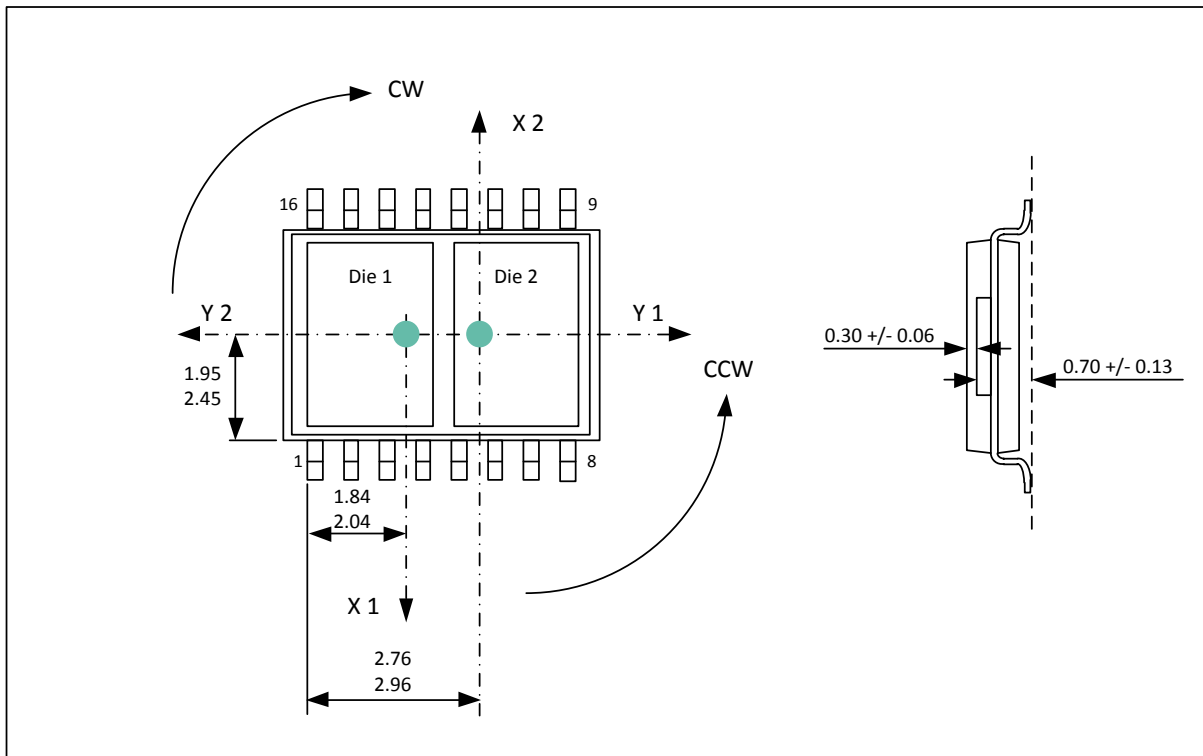 CW
X 2
16
9
Die 1
Die 2
Y 2
Y 1
0.30 +/- 0.06
1.95
2.45
CCW
0.70 +/- 0.13
1
8
1.84
2.04
X 1
2.76
2.96